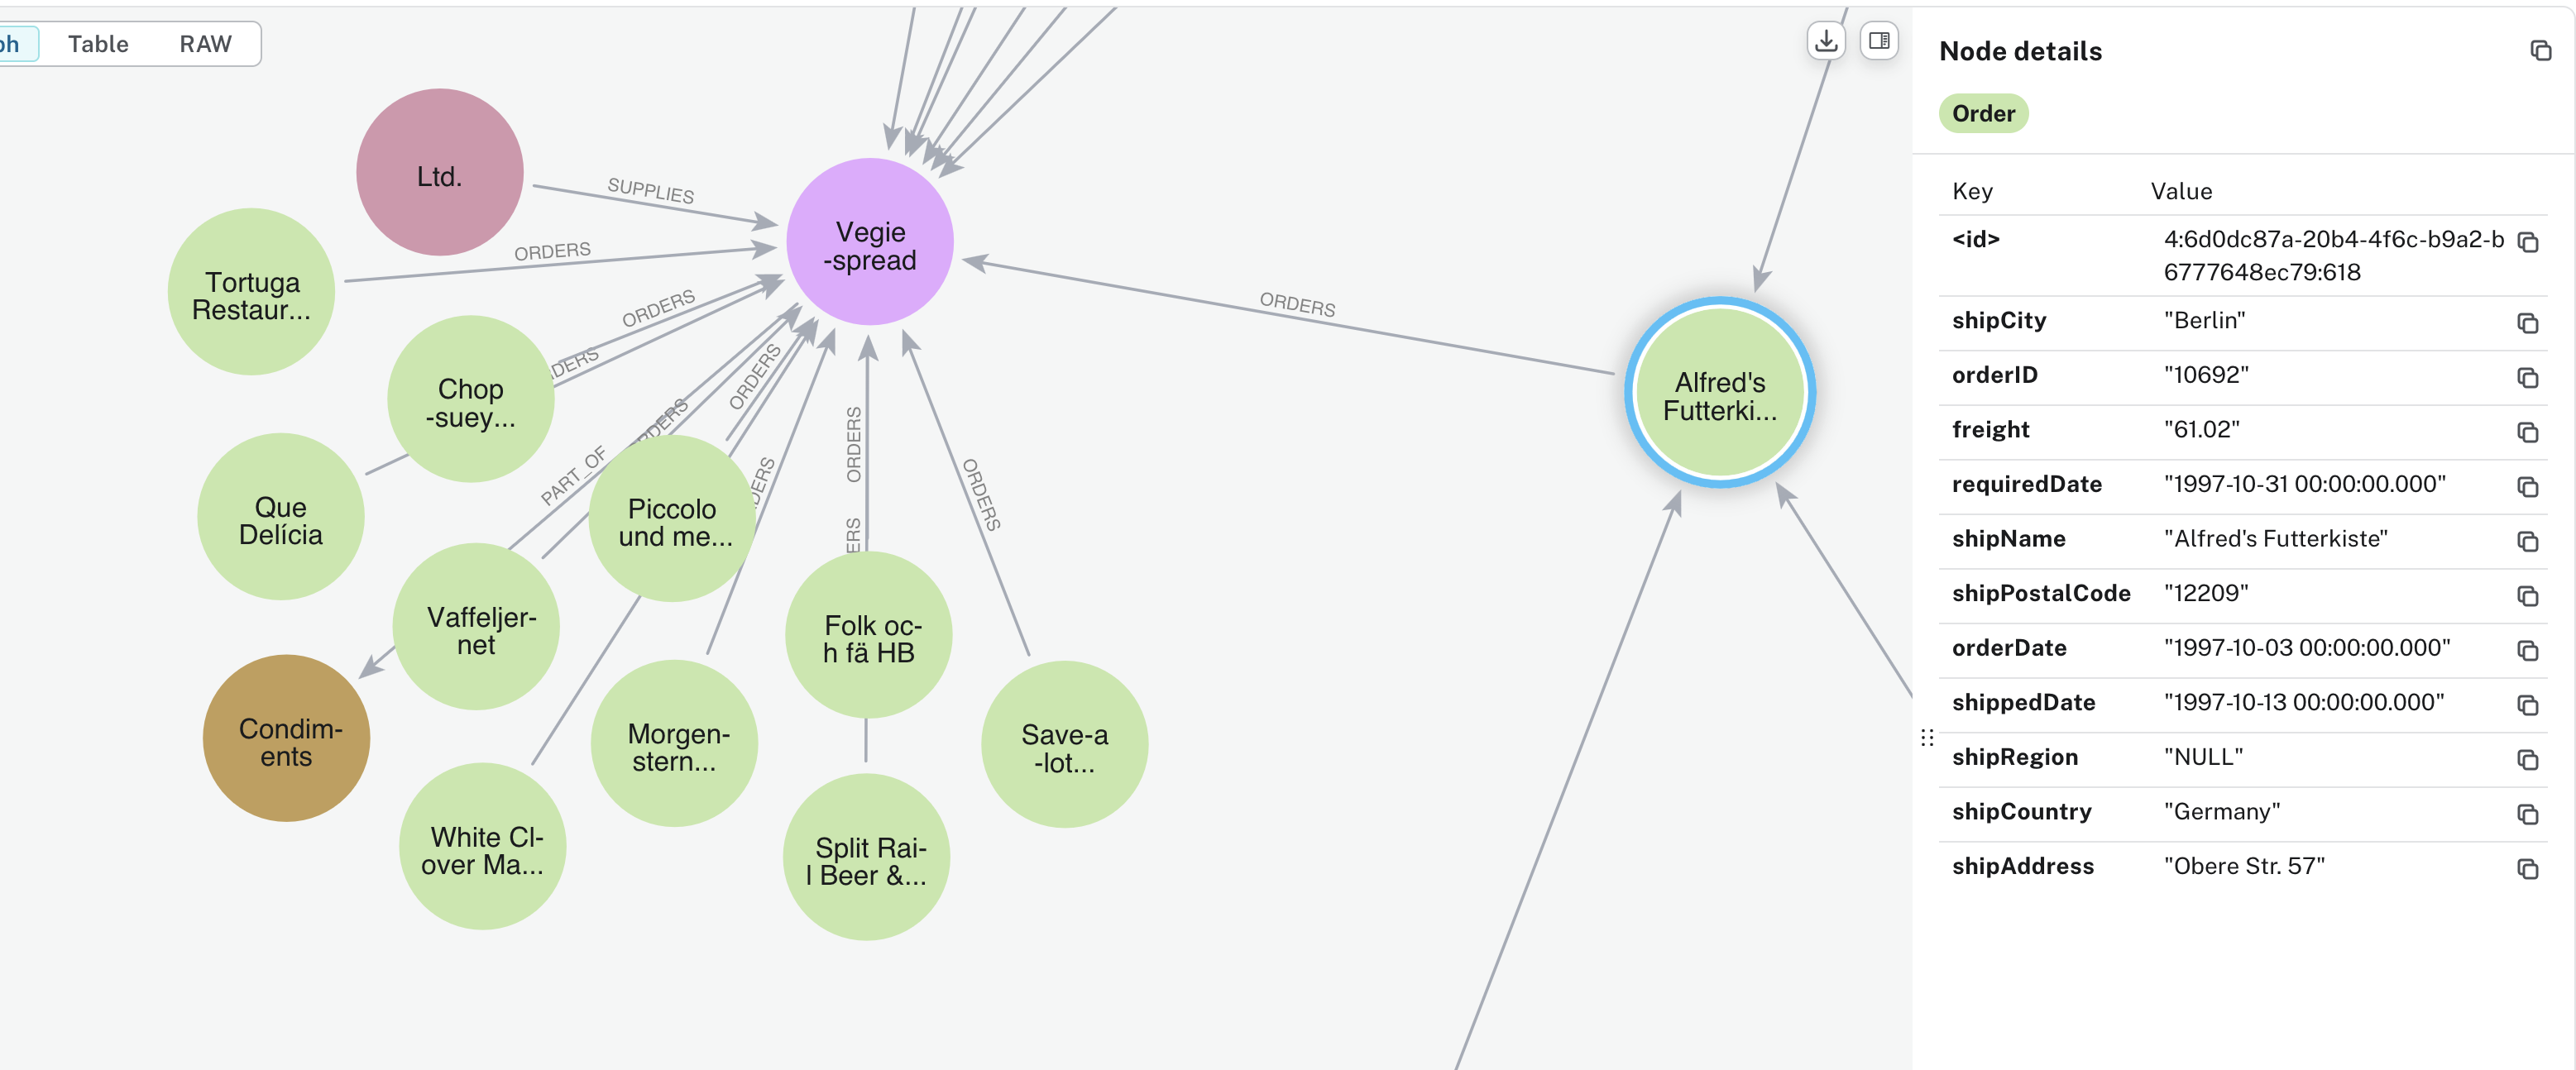 Table
RAW
Ltd.
SUPPLIES
Vegie
-spread
Tortuga
Restaur...
ORDERS
ORDERS
Chop
-suey...
Que
Delícia
ORDERS
PART_OF
Piccolo
und me...
ORDERS
ORDERS
ORDERS
Alfred's
Futterki...
Vaffeljer-
net
Folk oc-
h fä HB
Condim-
ents
Morgen-
stern...
Save-a
-lot...
White Cl-
over Ma...
Split Rai-
l Beer &...
Node details
Order
Key Value
<id> 4:6d0dc87a-20b4-4f6c-b9a2-b
6777648ec79:618
shipCity "Berlin"
orderID "10692"
freight "61.02"
requiredDate "1997-10-31 00:00:00.000"
shipName "Alfred's Futterkiste"
shipPostalCode "12209"
orderDate "1997-10-03 00:00:00.000"
shippedDate "1997-10-13 00:00:00.000"
shipRegion "NULL"
shipCountry "Germany"
shipAddress "Obere Str. 57"